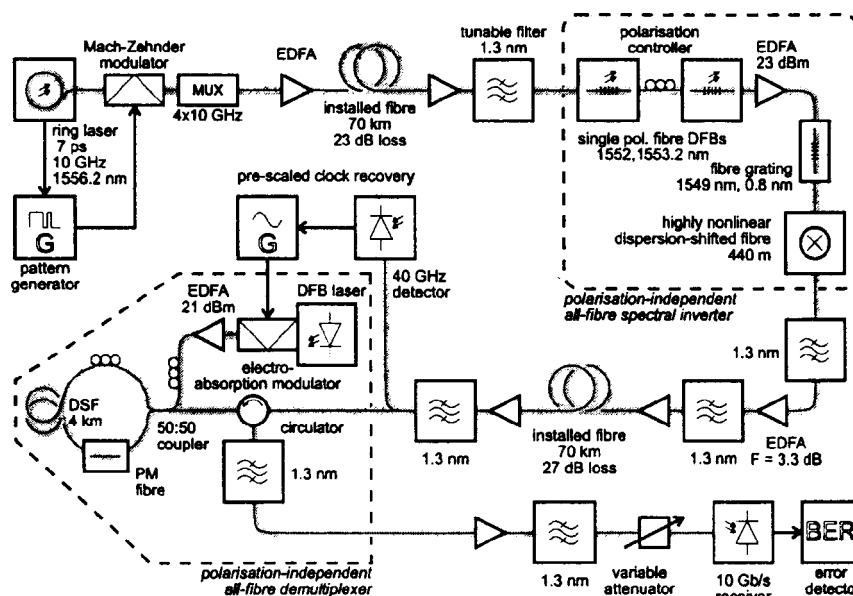 Mach-Zehnder
modulator
MUX
4x10 GHz
EDFA
installed fibre
70 km
23 dB loss
tunable filter
1.3 nm
polarisation
controller
EDFA
23 dBm
single pol. fibre DFBs
1552,1553.2 nm
fibre grating
1549 nm, 0.8 nm
highly nonlinear
dispersion-shifted fibre
440 m
polarisation-independent
all-fibre spectral inverter
ring laser
7 ps
10 GHz
1556.2 nm
G
pattern
generator
pre-scaled clock recovery
G
40 GHz
detector
EDFA
21 dBm
DFB laser
electro-
absorption modulator
DSF
4 km
50:50
coupler
PM
fibre
circulator
1.3 nm
1.3 nm
installed fibre
70 km
27 dB loss
1.3 nm
EDFA
F = 3.3 dB
1.3 nm
polarisation-independent
all-fibre demultiplexer
1.3 nm
variable
attenuator
10 Gb/s
receiver
BER
error
detector